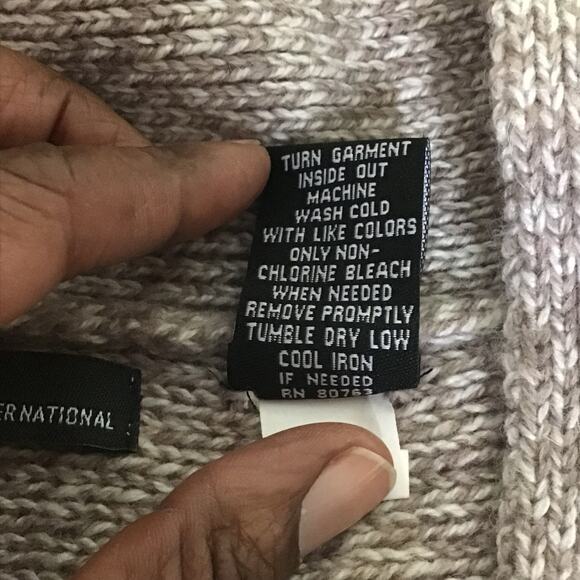 TURN GARMENT
INSIDE OUT
MACHINE
WASH COLD
WITH LIKE COLORS
ONLY NON-
CHLORINE BLEACH
WHEN NEEDED
REMOVE PROMPTLY
TUMBLE DRY LOW
COOL IRON
IF NEEDED
RN 80763
ERNATIONAL